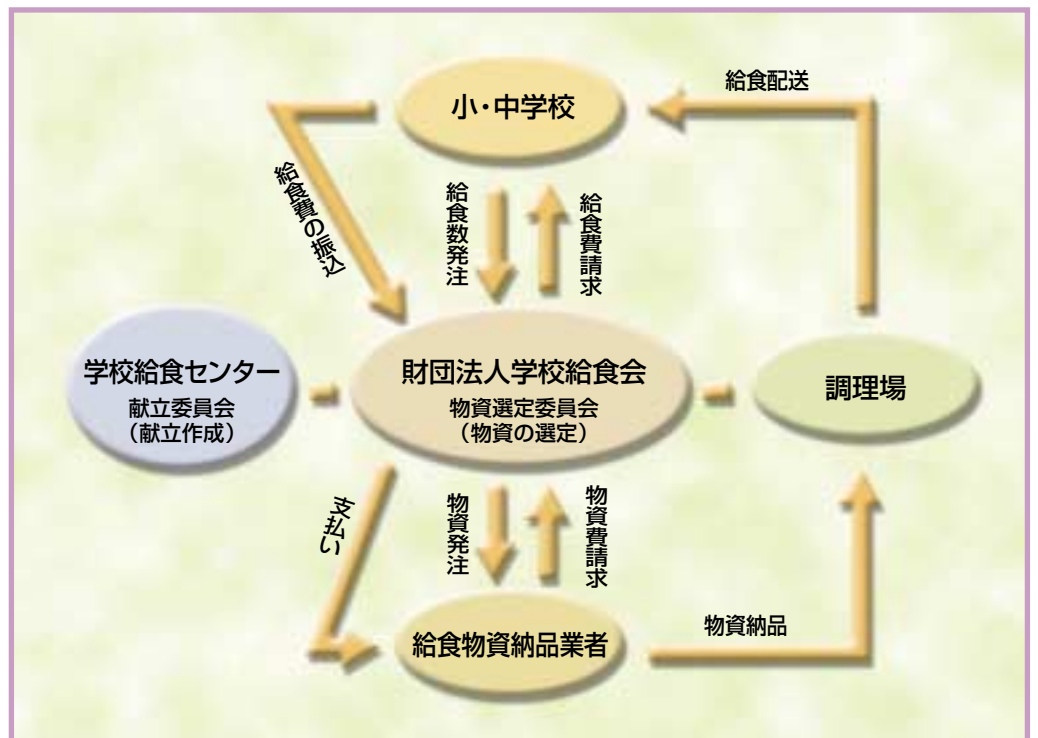 給食配送
小・中学校
給食費の振込
給食数発注
給食費請求
学校給食センター
献立委員会
（献立作成）
財団法人学校給食会
物資選定委員会
（物資の選定）
調理場
支払い
物資発注
物資費請求
給食物資納品業者
物資納品